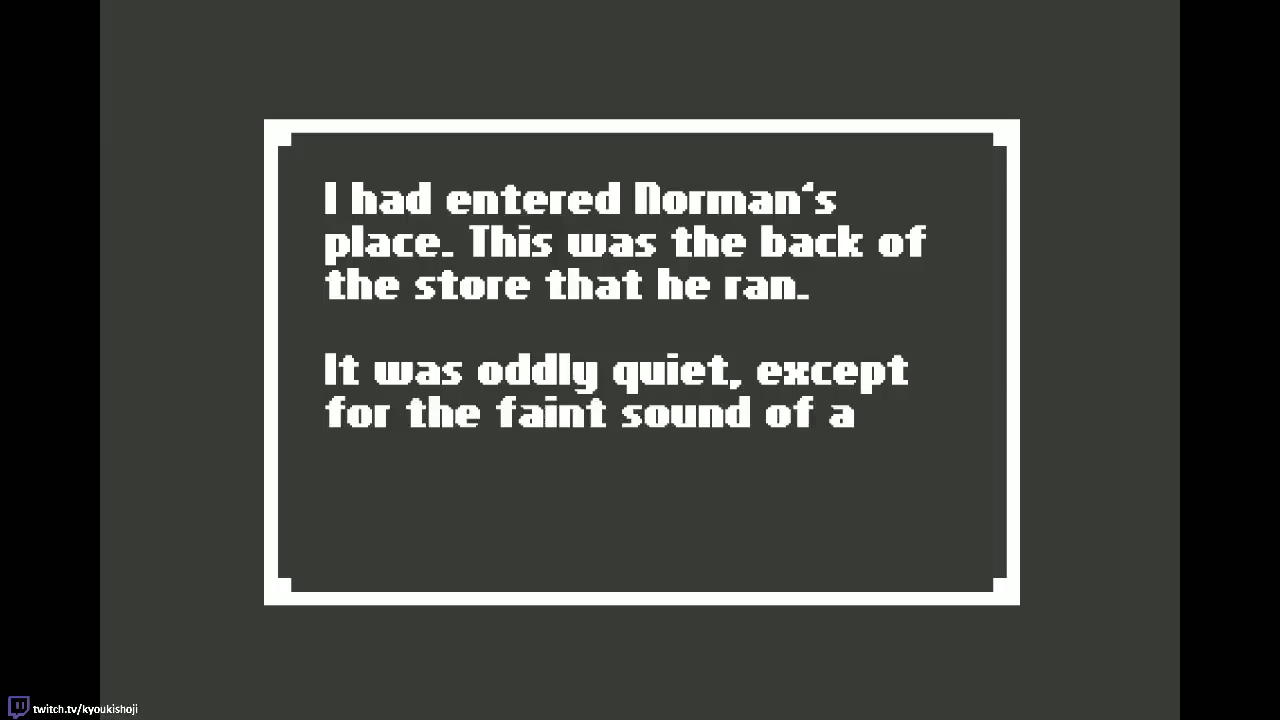 I had entered Norman's
place. This was the back of
the store that he ran.
It was oddly quiet, except
for the faint sound of a
twitch.tv/kyoukishoji